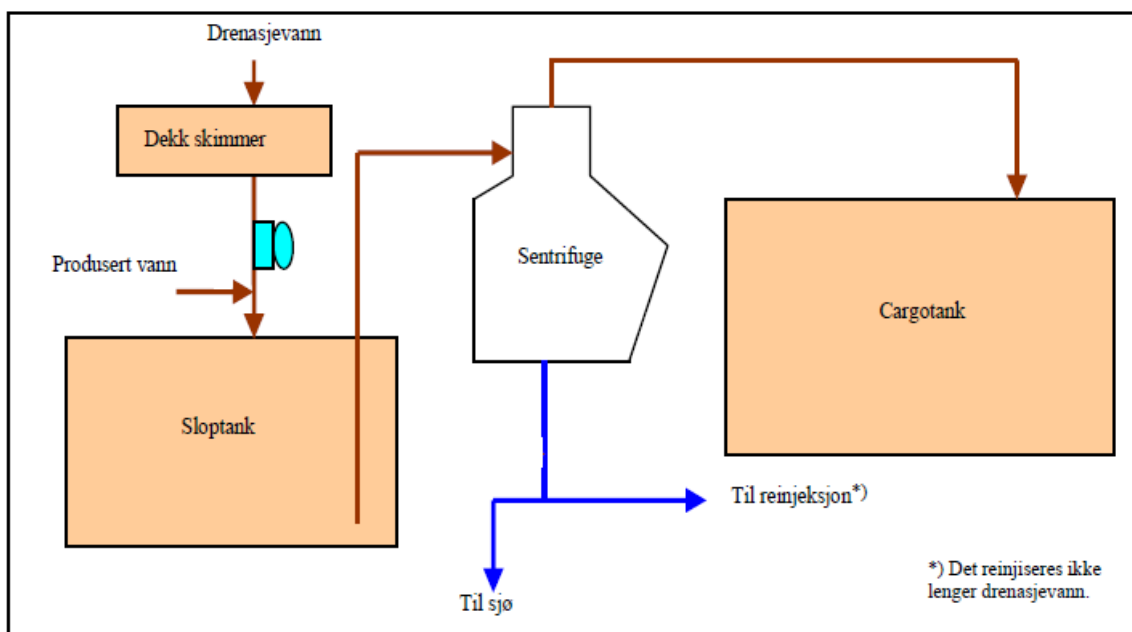 Drenasjevann
Dekk skimmer
Produsert vann
Sloptank
Sentrifuge
Cargotank
Til reinjeksjon*)
Til sjø
*) Det reinjiseres ikke
lenger drenasjevann.